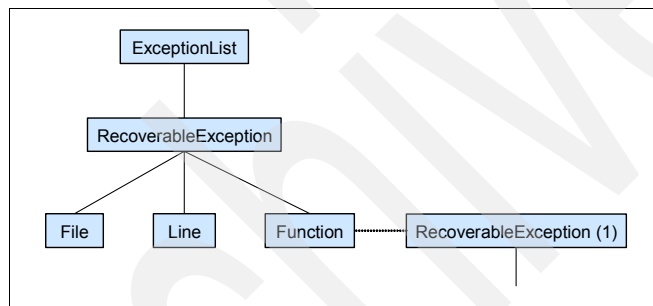 ExceptionList
RecoverableException
File Line Function RecoverableException (1)